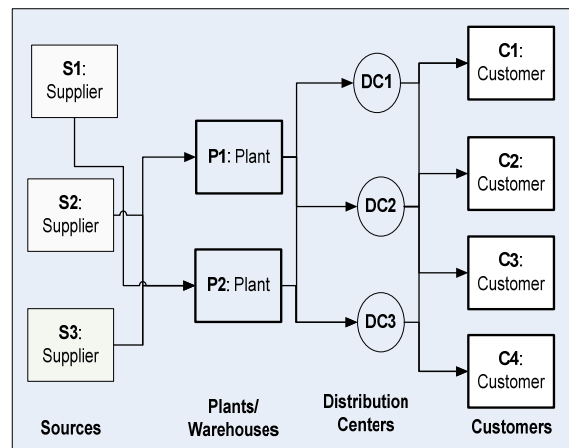 S1:
Supplier
S2:
Supplier
S3:
Supplier
Sources
P1: Plant
P2: Plant
Plants/
Warehouses
DC1
DC2
DC3
Distribution
Centers
C1:
Customer
C2:
Customer
C3:
Customer
C4:
Customer
Customers